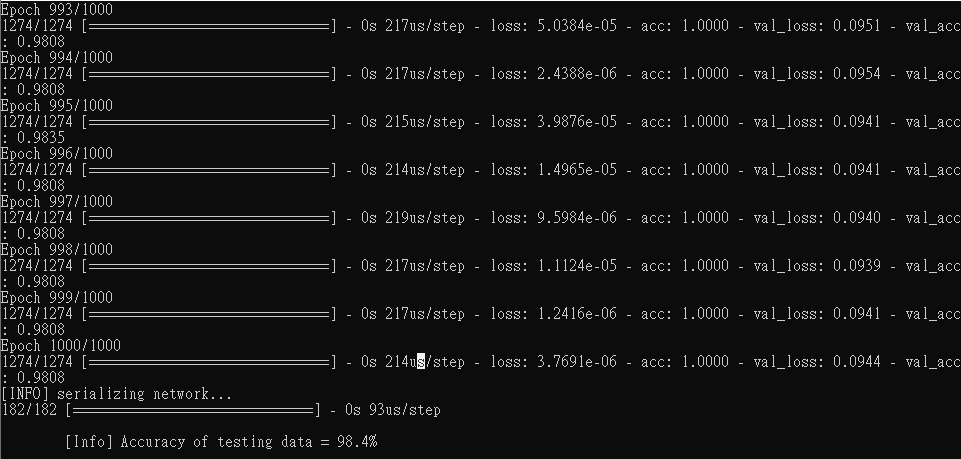 Epoch 993/1000
1274/1274 [==============================] - 0s 217us/step - loss: 5.0384e-05 - acc: 1.0000 - val_loss: 0.0951 - val_acc
: 0.9808
Epoch 994/1000
1274/1274 [==============================] - 0s 217us/step - loss: 2.4388e-06 - acc: 1.0000 - val_loss: 0.0954 - val_acc
: 0.9808
Epoch 995/1000
1274/1274 [==============================] - 0s 215us/step - loss: 3.9876e-05 - acc: 1.0000 - val_loss: 0.0941 - val_acc
: 0.9835
Epoch 996/1000
1274/1274 [==============================] - 0s 214us/step - loss: 1.4965e-05 - acc: 1.0000 - val_loss: 0.0941 - val_acc
: 0.9808
Epoch 997/1000
1274/1274 [==============================] - 0s 219us/step - loss: 9.5984e-06 - acc: 1.0000 - val_loss: 0.0940 - val_acc
: 0.9808
Epoch 998/1000
1274/1274 [==============================] - 0s 217us/step - loss: 1.1124e-05 - acc: 1.0000 - val_loss: 0.0939 - val_acc
: 0.9808
Epoch 999/1000
1274/1274 [==============================] - 0s 217us/step - loss: 1.2416e-06 - acc: 1.0000 - val_loss: 0.0941 - val_acc
: 0.9808
Epoch 1000/1000
1274/1274 [==============================] - 0s 214us/step - loss: 3.7691e-06 - acc: 1.0000 - val_loss: 0.0944 - val_acc
: 0.9808
[INFO] serializing network...
182/182 [==============================] - 0s 93us/step
[Info] Accuracy of testing data = 98.4%